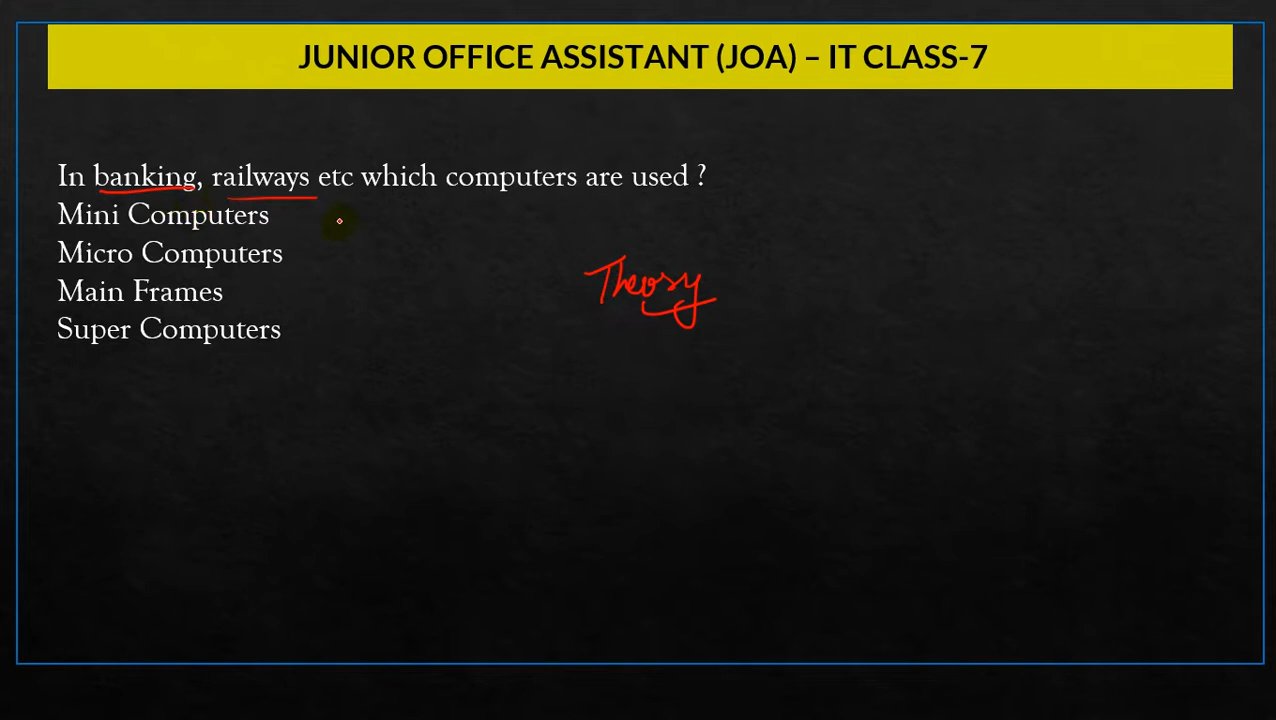 JUNIOR OFFICE ASSISTANT (JOA) – IT CLASS-7
In banking, railways etc which computers are used ?
Mini Computers
Micro Computers
Main Frames
Theory
Super Computers